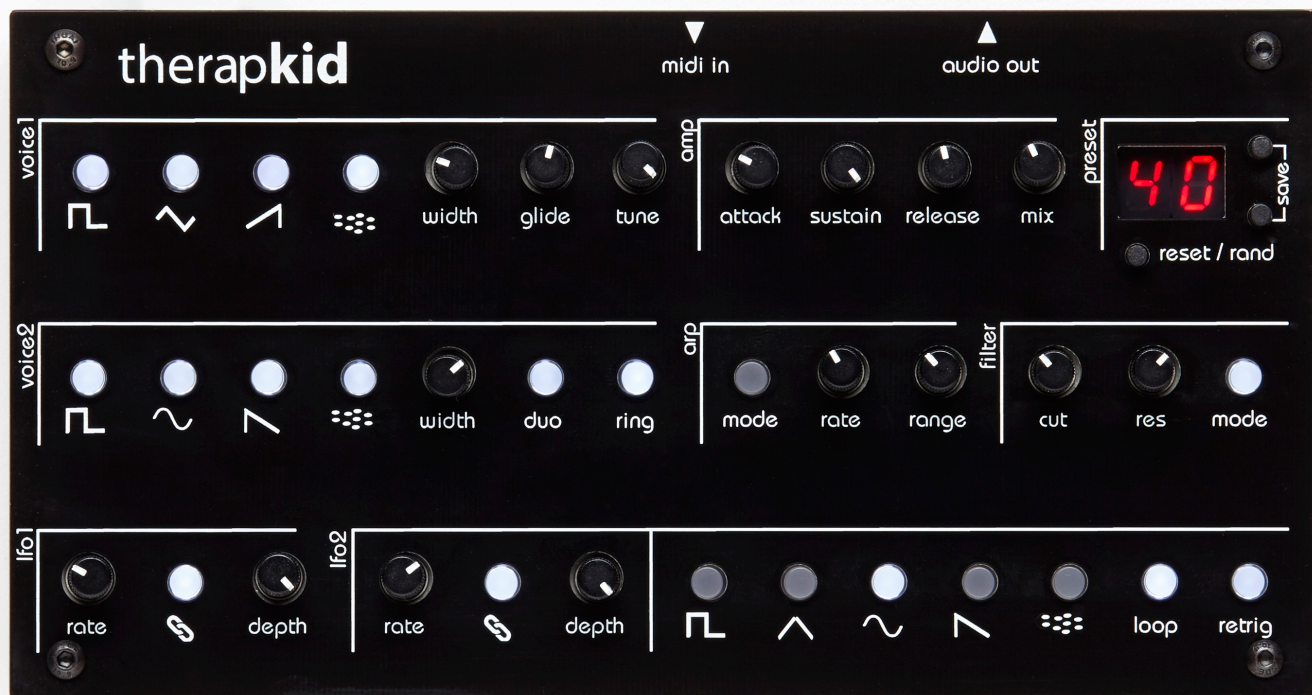 therapkid
midi in
audio out
voice1
width
glide
tune
amp
attack
sustain
release
mix
preset
40
save
reset / rand
voice2
width
duo
ring
arp
mode
rate
range
filter
cut
res
mode
lfo1
rate
depth
lfo2
rate
depth
loop
retrig